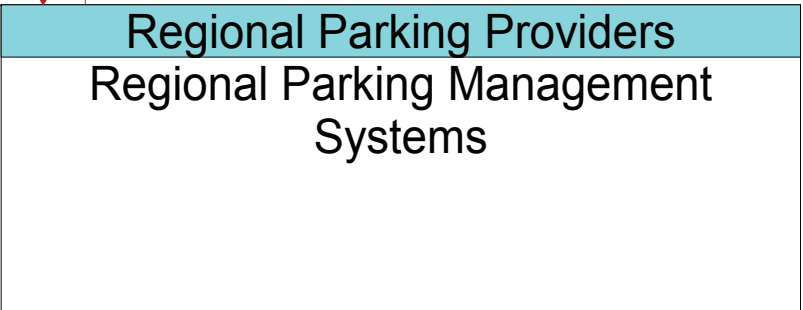 Regional Parking Providers
Regional Parking Management
Systems